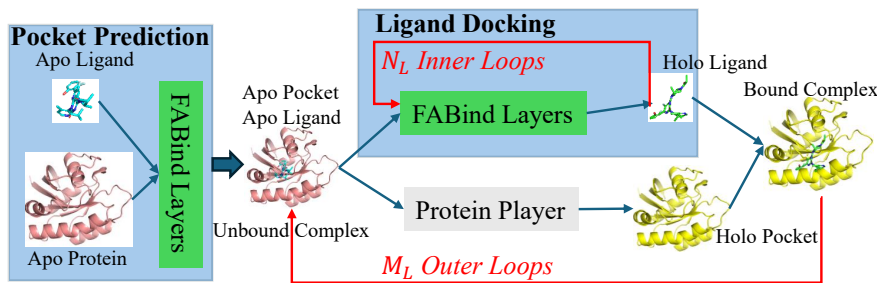 Pocket Prediction
Apo Ligand
FABind Layers
Apo Protein
Apo Pocket
Apo Ligand
Unbound Complex
Ligand Docking
N_L Inner Loops
FABind Layers
Holo Ligand
Protein Player
Holo Pocket
Bound Complex
M_L Outer Loops